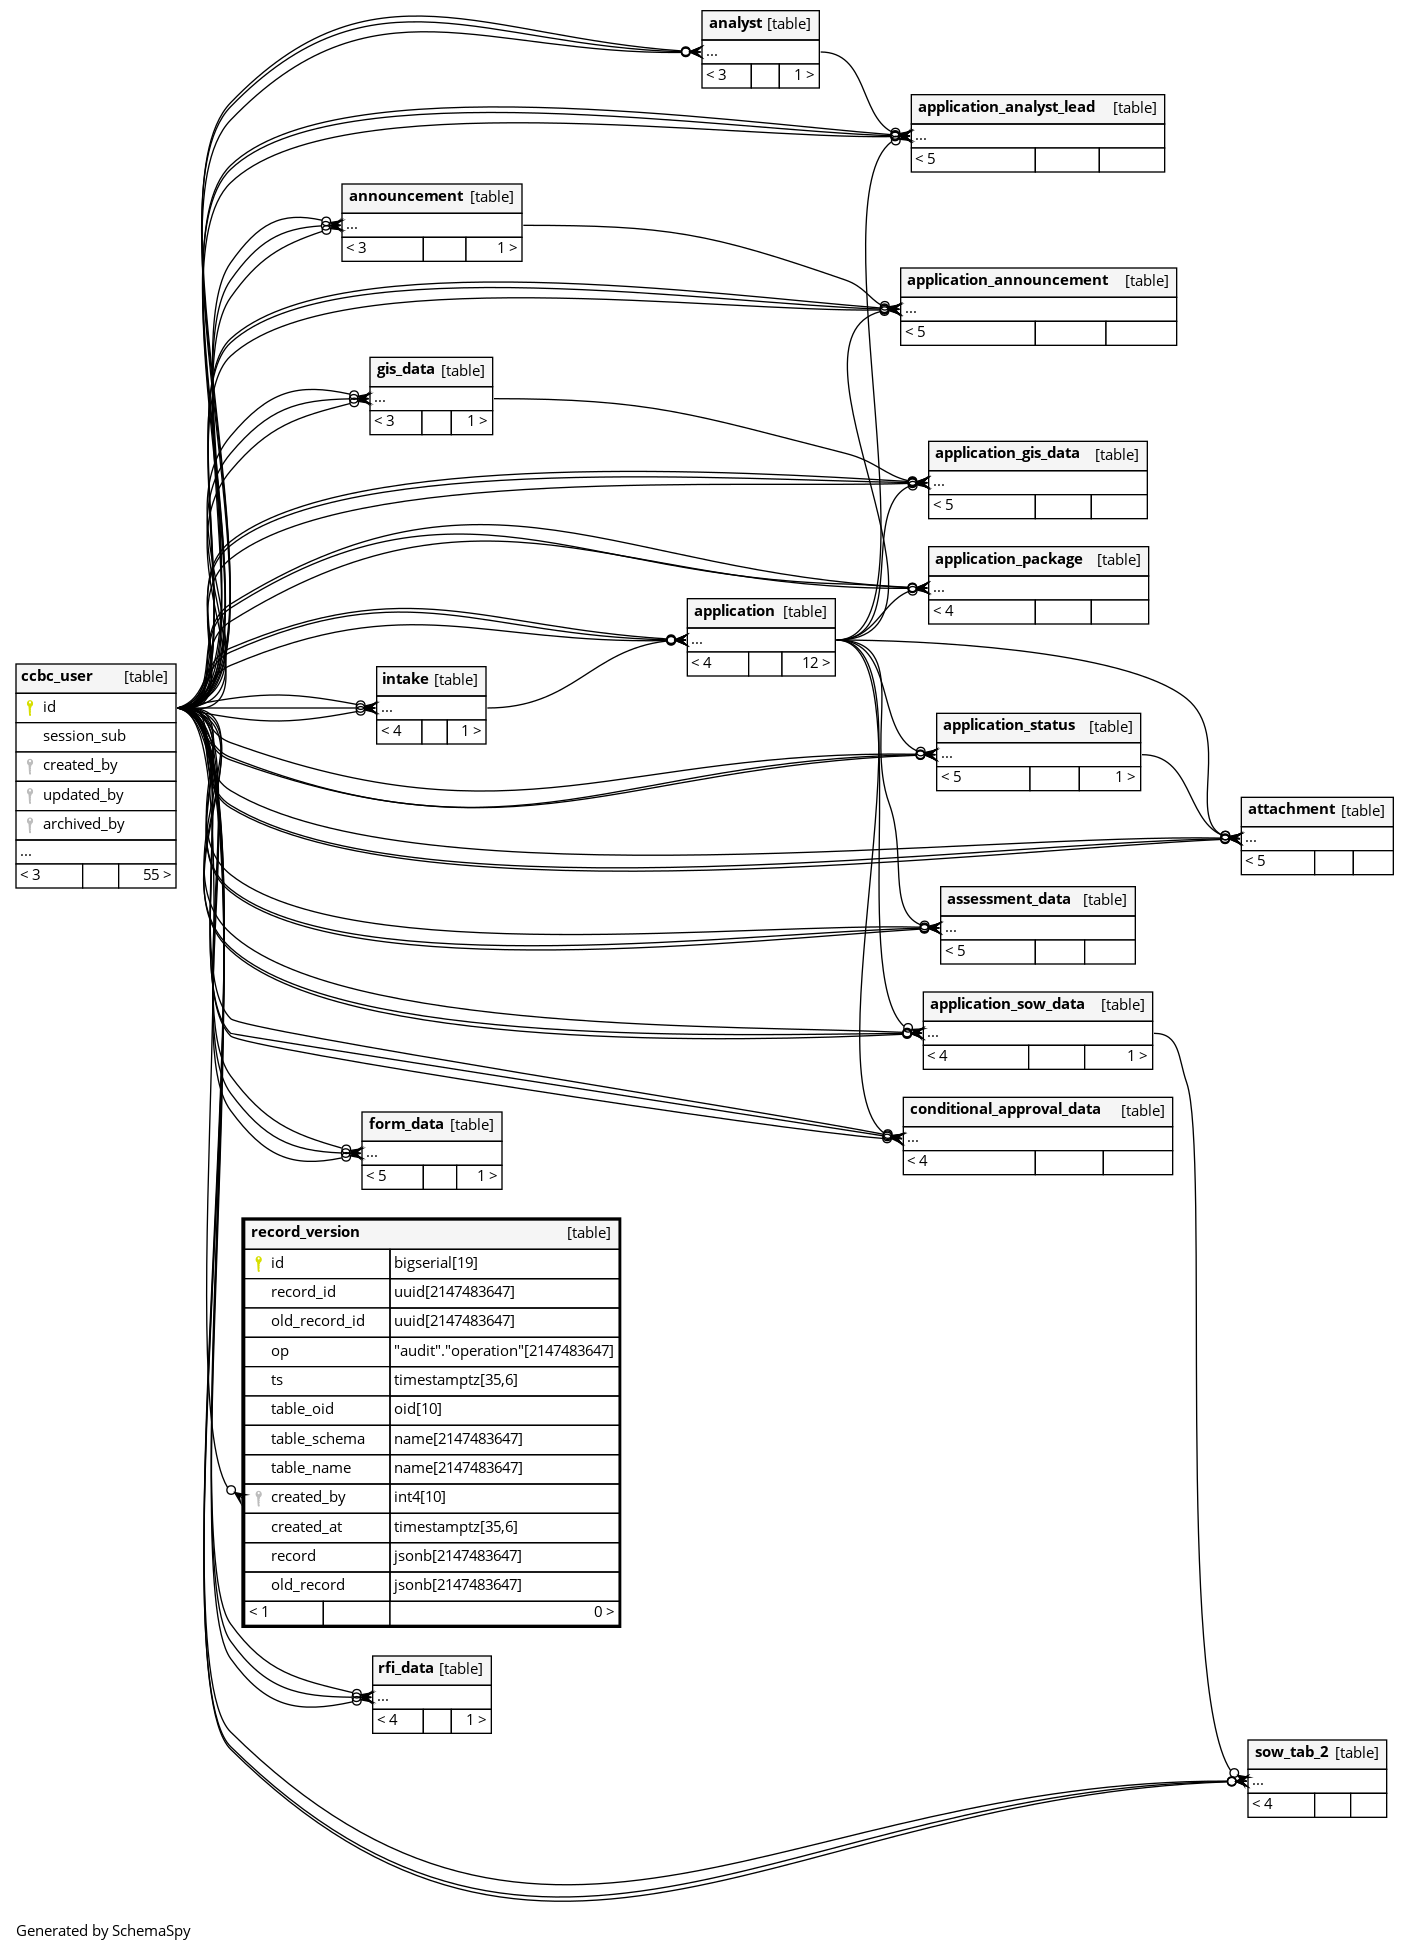 analyst [table]
...
< 3 1 >
application_analyst_lead [table]
...
< 5
announcement [table]
...
< 3 1 >
application_announcement [table]
...
< 5
gis_data [table]
...
< 3 1 >
application_gis_data [table]
...
< 5
application_package [table]
...
< 4
application [table]
...
< 4 12 >
ccbc_user [table]
id
session_sub
created_by
updated_by
archived_by
...
< 3 55 >
intake [table]
...
< 4 1 >
application_status [table]
...
< 5 1 >
attachment [table]
...
< 5
assessment_data [table]
...
< 5
application_sow_data [table]
...
< 4 1 >
conditional_approval_data [table]
...
< 4
form_data [table]
...
< 5 1 >
record_version [table]
id bigserial[19]
record_id uuid[2147483647]
old_record_id uuid[2147483647]
op "audit"."operation"[2147483647]
ts timestamptz[35,6]
table_oid oid[10]
table_schema name[2147483647]
table_name name[2147483647]
created_by int4[10]
created_at timestamptz[35,6]
record jsonb[2147483647]
old_record jsonb[2147483647]
< 1 0 >
rfi_data [table]
...
< 4 1 >
sow_tab_2 [table]
...
< 4
Generated by SchemaSpy